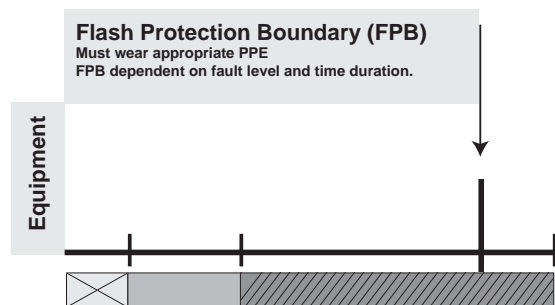 Flash Protection Boundary (FPB)
Must wear appropriate PPE
FPB dependent on fault level and time duration.
Equipment